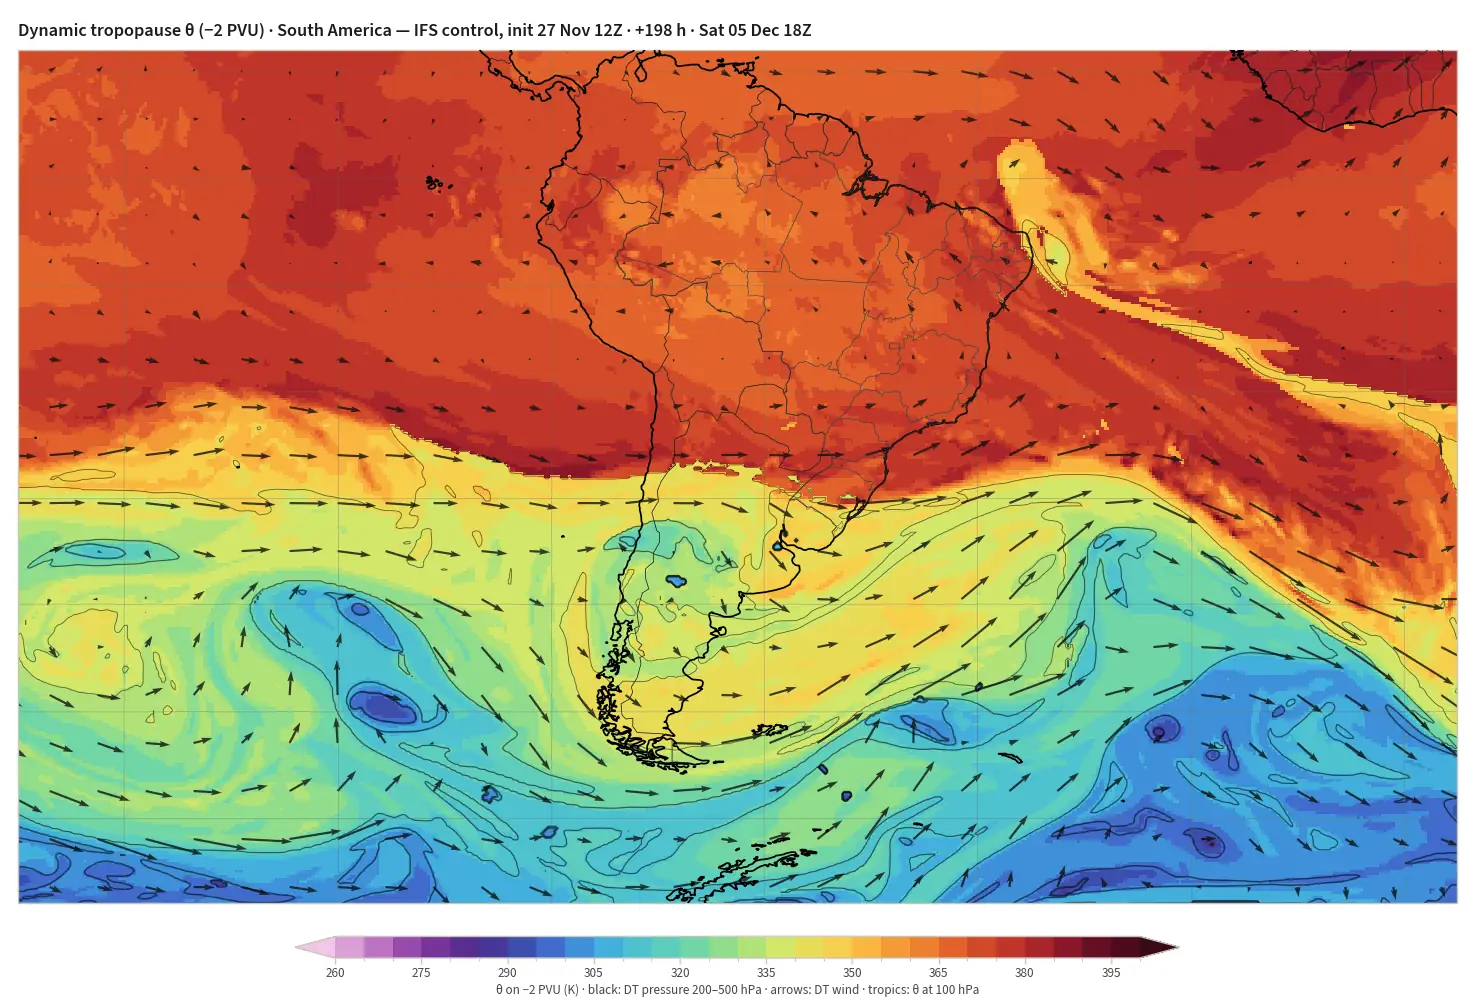 Dynamic tropopause θ (−2 PVU) · South America — IFS control, init 27 Nov 12Z · +198 h · Sat 05 Dec 18Z
260 275 290 305 320 335 350 365 380 395
θ on −2 PVU (K) · black: DT pressure 200–500 hPa · arrows: DT wind · tropics: θ at 100 hPa